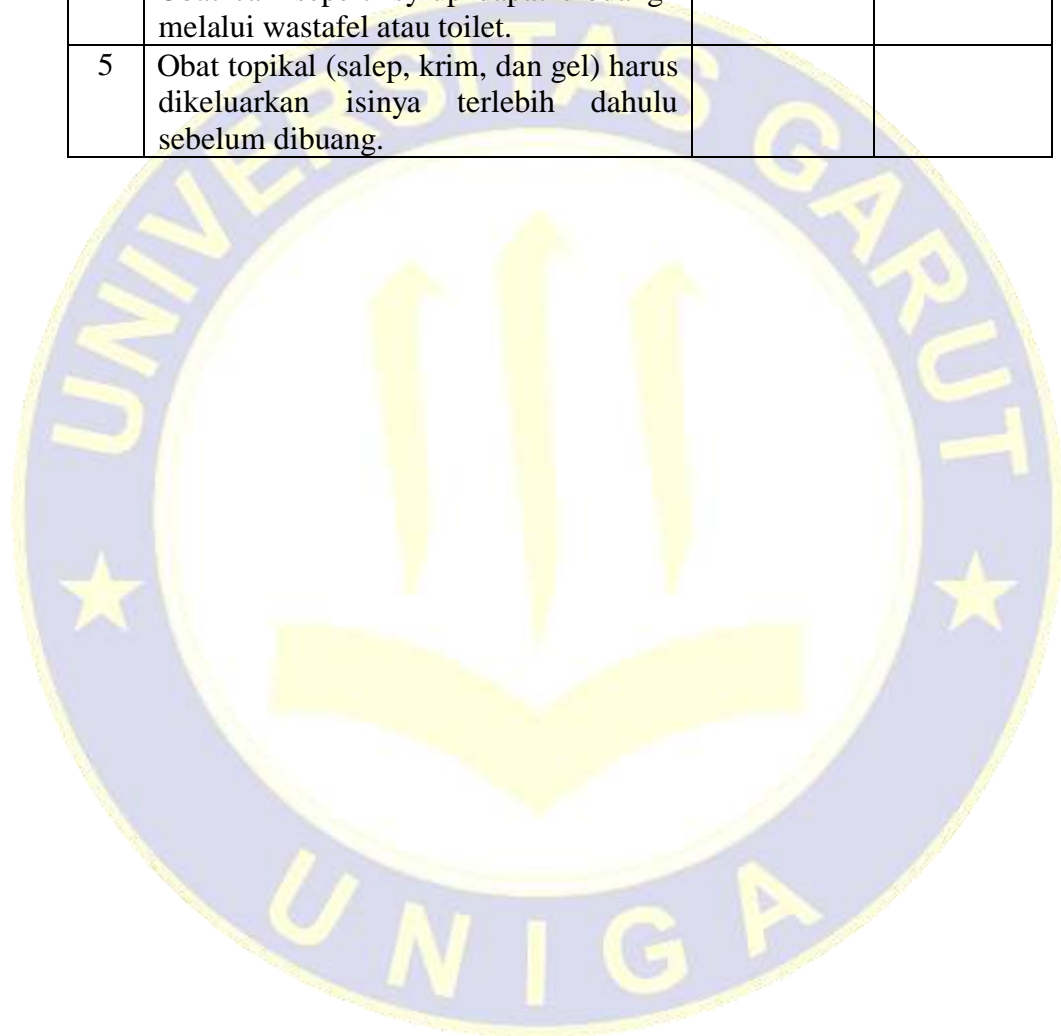 melalui wastafel atau toilet.
5 Obat topikal (salep, krim, dan gel) harus
dikeluarkan isinya terlebih dahulu
sebelum dibuang.
UNIVERSITAS GARUT
UNIGA